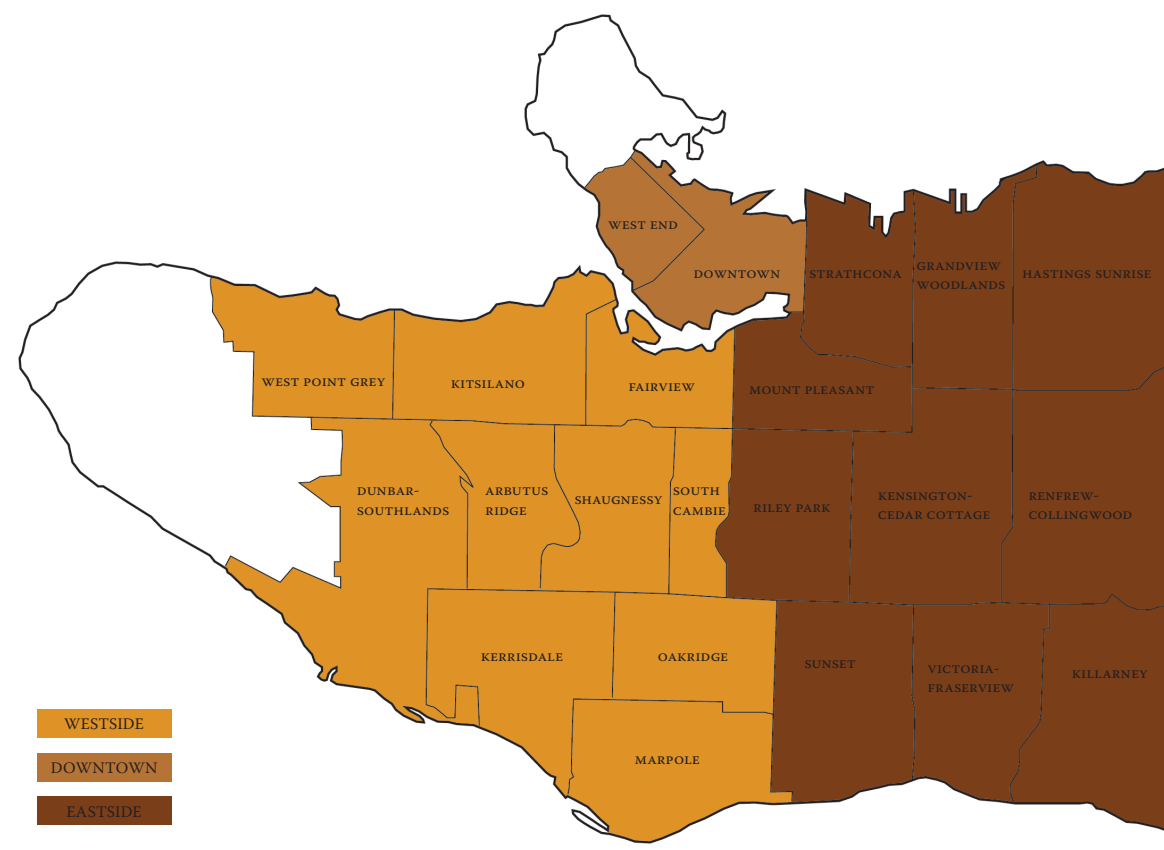 WEST END
DOWNTOWN
STRATHCONA
GRANDVIEW
WOODLANDS
HASTINGS SUNRISE
WEST POINT GREY
KITSILANO
FAIRVIEW
MOUNT PLEASANT
DUNBAR-
SOUTHLANDS
ARBUTUS
RIDGE
SHAUGNESSY
SOUTH
CAMBIE
RILEY PARK
KENSINGTON-
CEDAR COTTAGE
RENFREW-
COLLINGWOOD
KERRISDALE
OAKRIDGE
SUNSET
VICTORIA-
FRASERVIEW
KILLARNEY
MARPOLE
WESTSIDE
DOWNTOWN
EASTSIDE